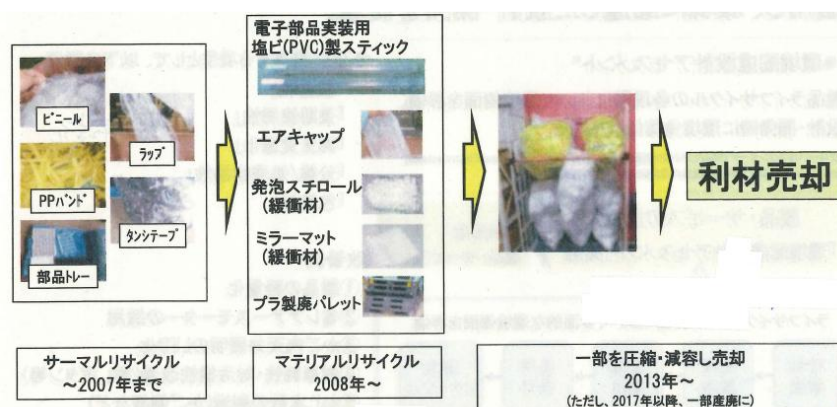 ビニール
ラップ
PPバンド
タンシテープ
部品トレー
電子部品実装用
塩ビ(PVC)製スティック
エアキャップ
発泡スチロール
(緩衝材)
ミラーマット
(緩衝材)
プラ製廃パレット
利材売却
サーマルリサイクル
～2007年まで
マテリアルリサイクル
2008年～
一部を圧縮・減容し売却
2013年～
(ただし、2017年以降、一部産廃に)